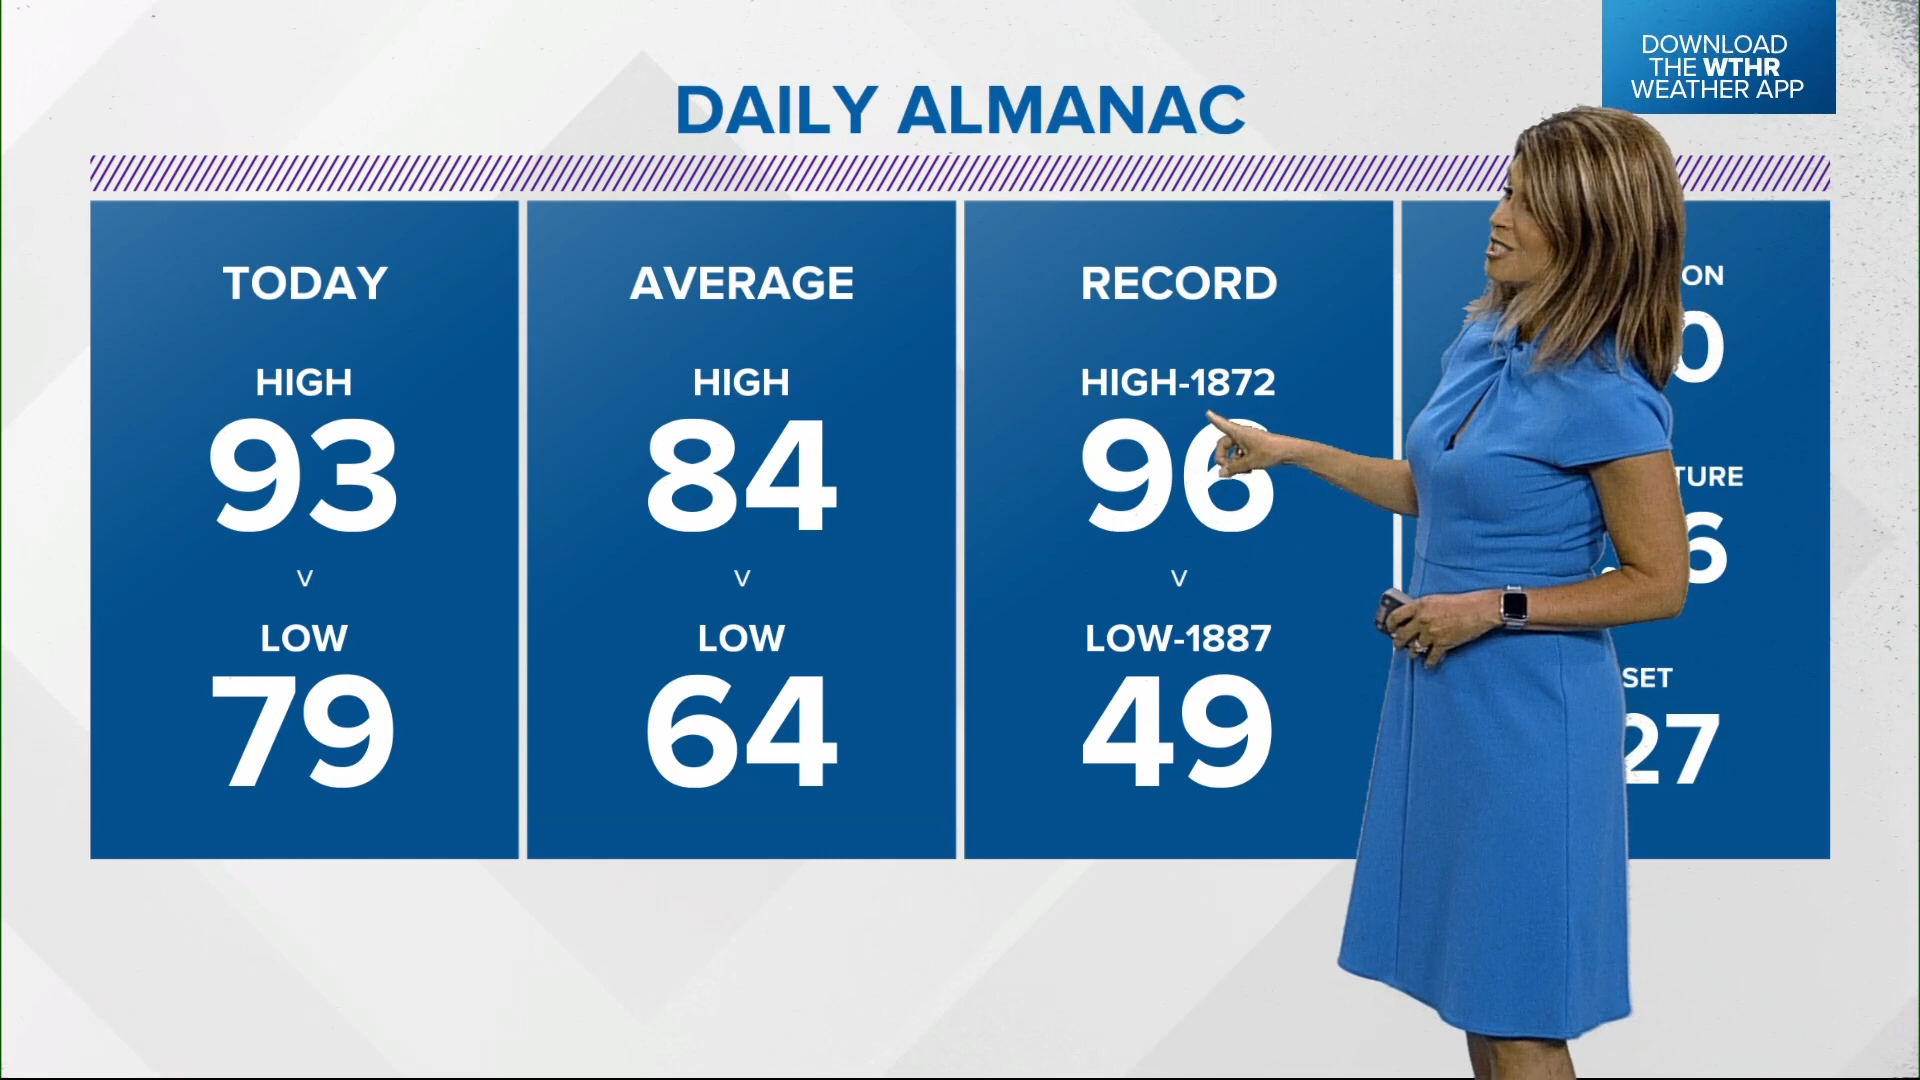 DOWNLOAD
THE WTHR
WEATHER APP
DAILY ALMANAC
TODAY
HIGH
93
V
LOW
79
AVERAGE
HIGH
84
V
LOW
64
RECORD
HIGH-1872
96
V
LOW-1887
49